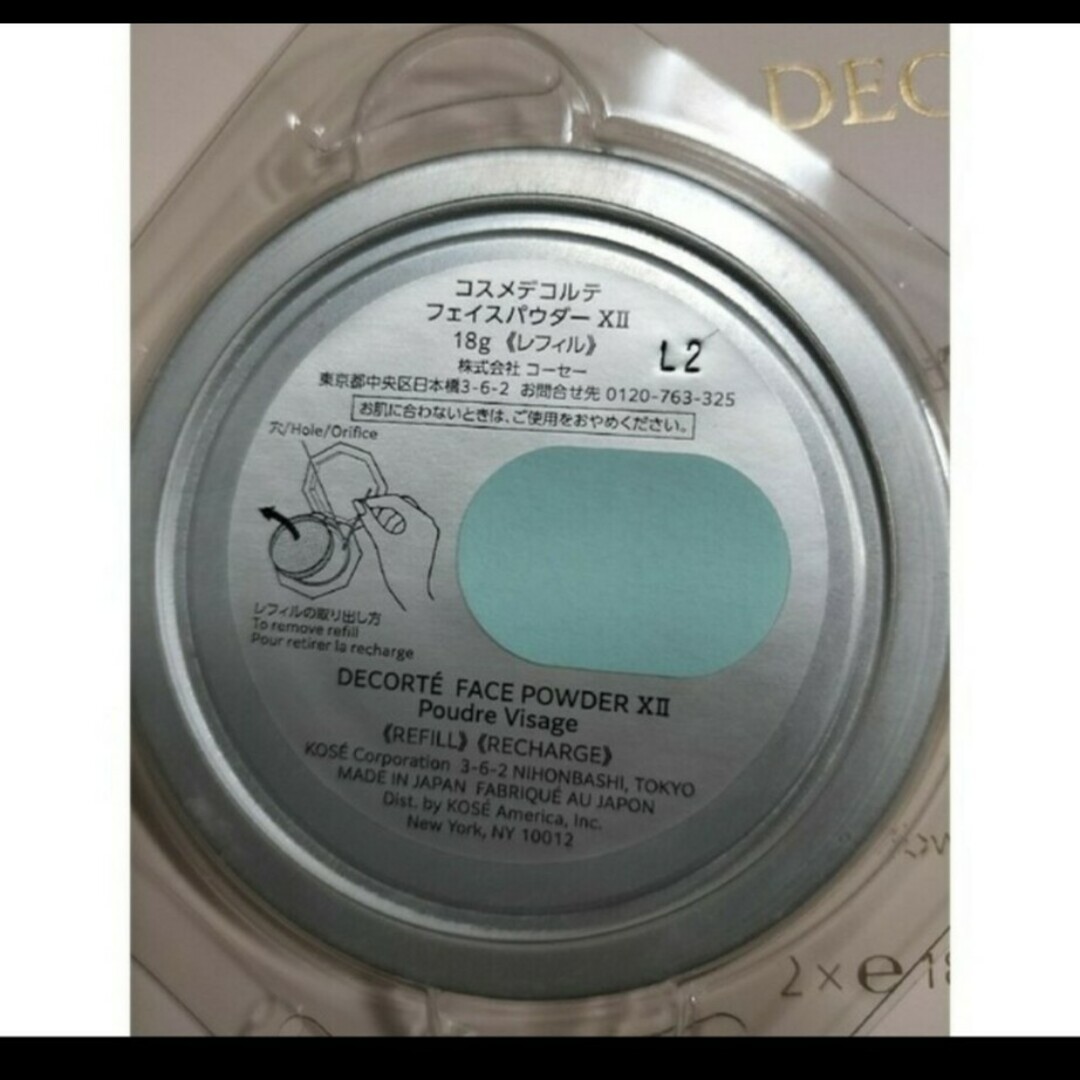 DEC
コスメデコルテ
フェイスパウダー XII
18g 《レフィル》
L2
株式会社 コーセー
東京都中央区日本橋3-6-2 お問合せ先 0120-763-325
お肌に合わないときは、ご使用をおやめください。
穴/Hole/Orifice
レフィルの取り出し方
To remove refill
Pour retirer la recharge
DECORTÉ FACE POWDER XII
Poudre Visage
《REFILL》《RECHARGE》
KOSÉ Corporation 3-6-2 NIHONBASHI, TOKYO
MADE IN JAPAN FABRIQUÉ AU JAPON
Dist. by KOSÉ America, Inc.
New York, NY 10012
2×℮18